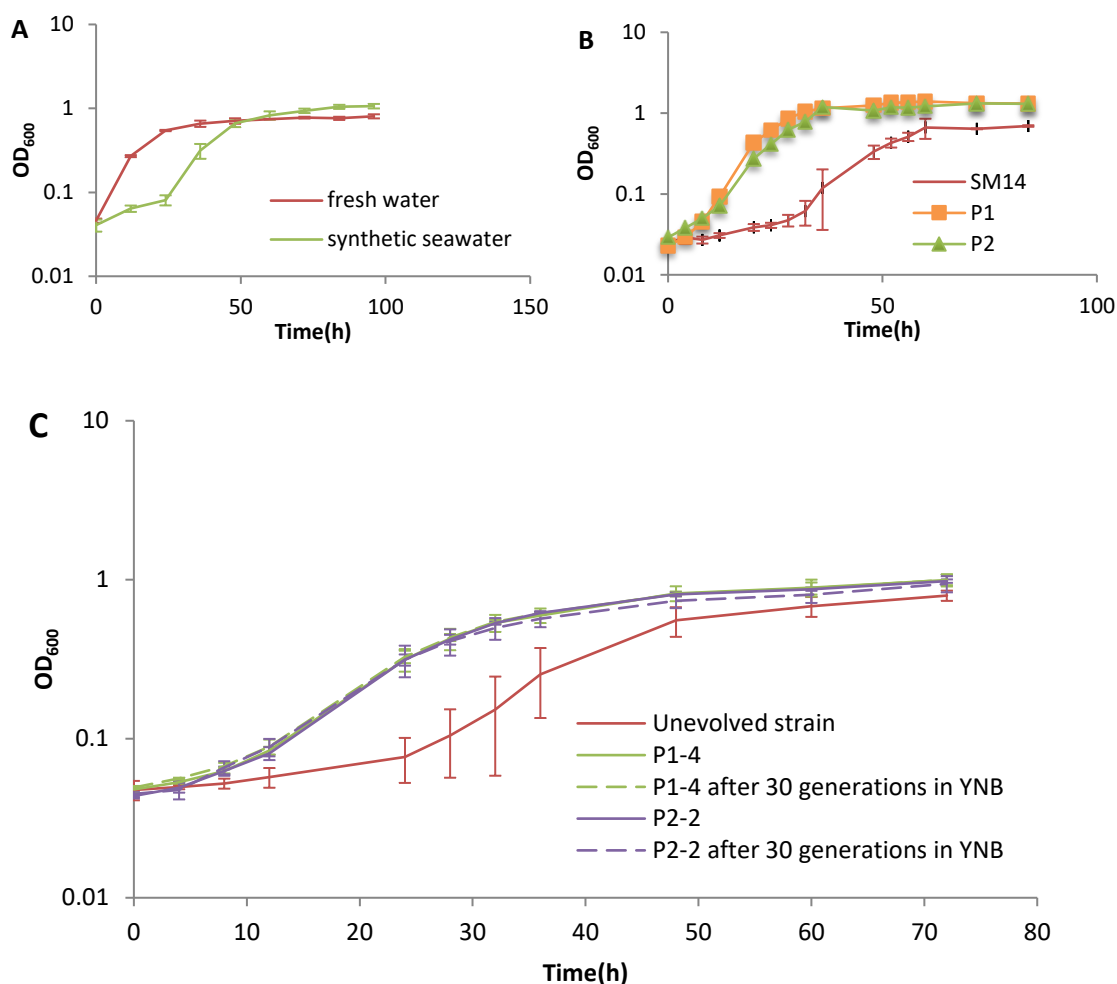 A
10
1
0.1
0.01
OD600
0
50
100
150
Time(h)
fresh water
synthetic seawater
B
10
1
0.1
0.01
OD600
0
50
100
Time(h)
SM14
P1
P2
C
10
1
0.1
0.01
OD600
0
10
20
30
40
50
60
70
80
Time(h)
Unevolved strain
P1-4
P1-4 after 30 generations in YNB
P2-2
P2-2 after 30 generations in YNB